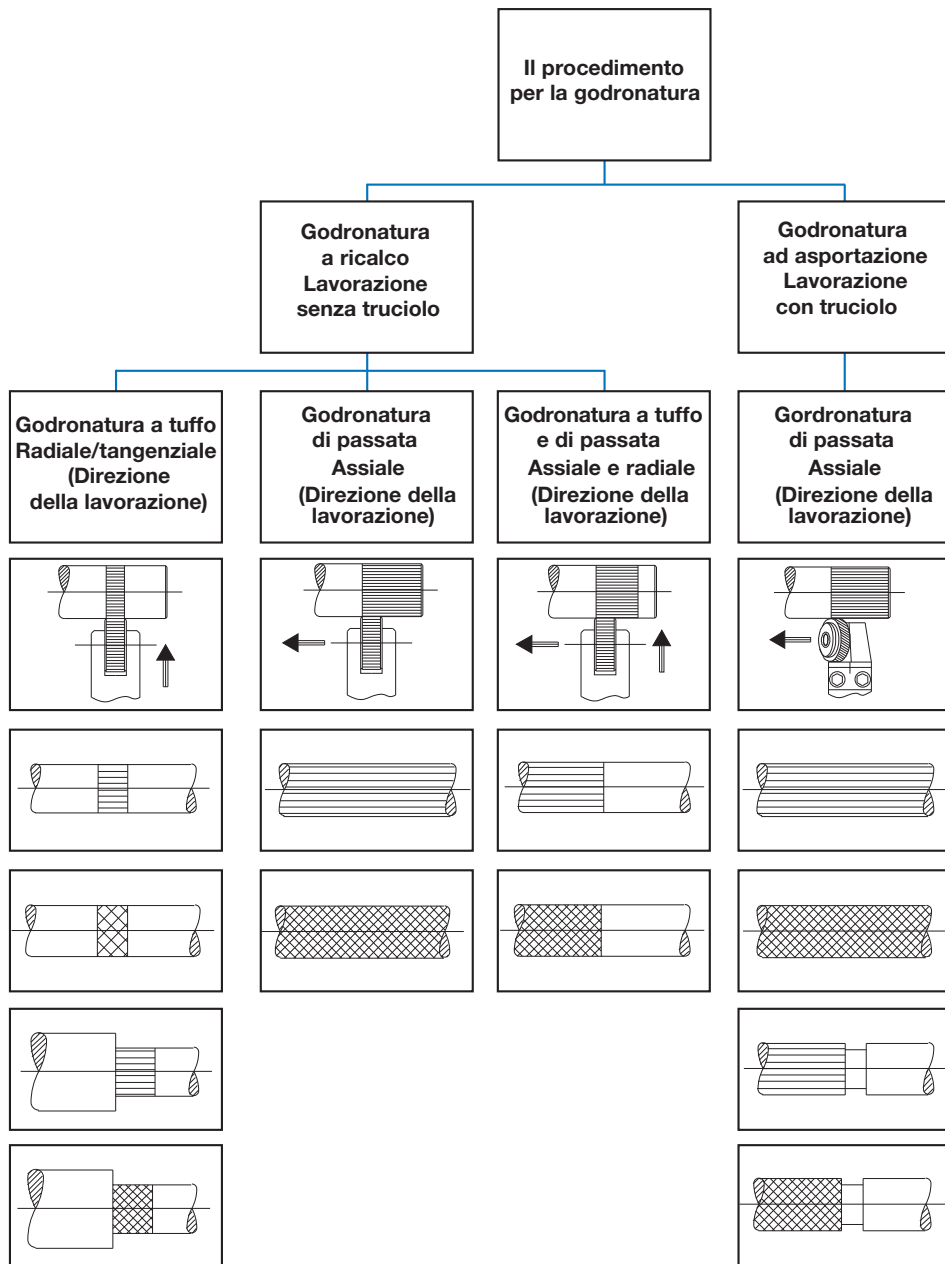 Il procedimento
per la godronatura
Godronatura
a ricalco
Lavorazione
senza truciolo
Godronatura
ad asportazione
Lavorazione
con truciolo
Godronatura a tuffo
Radiale/tangenziale
(Direzione
della lavorazione)
Godronatura
di passata
Assiale
(Direzione della
lavorazione)
Godronatura a tuffo
e di passata
Assiale e radiale
(Direzione della
lavorazione)
Gordronatura
di passata
Assiale
(Direzione della
lavorazione)